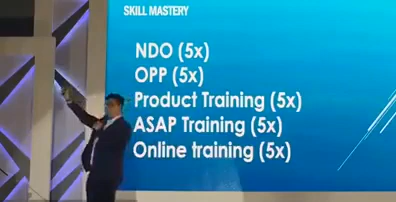 SKILL MASTERY
NDO (5x)
OPP (5x)
Product Training (5x)
ASAP Training (5x)
Online training (5x)